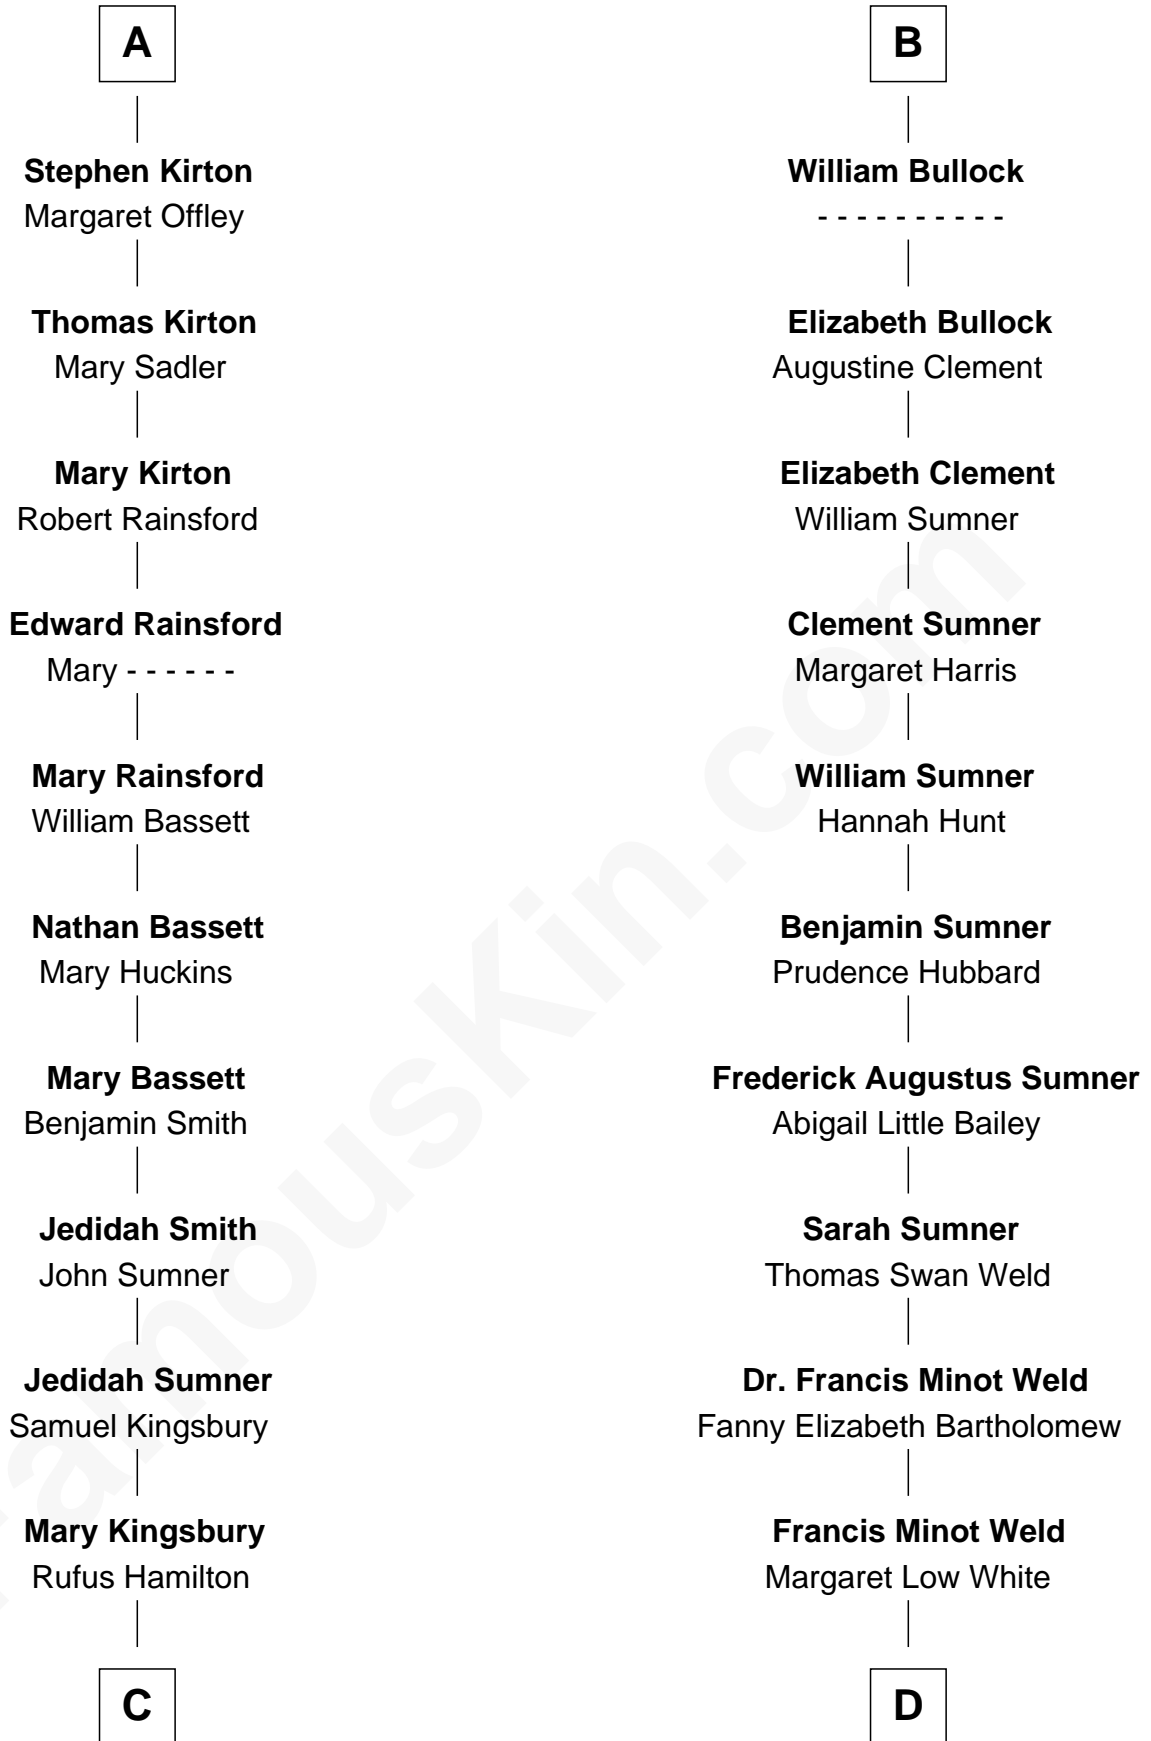 A
Stephen Kirton
Margaret Offley
Thomas Kirton
Mary Sadler
Mary Kirton
Robert Rainsford
Edward Rainsford
Mary - - - - - -
Mary Rainsford
William Bassett
Nathan Bassett
Mary Huckins
Mary Bassett
Benjamin Smith
Jedidah Smith
John Sumner
Jedidah Sumner
Samuel Kingsbury
Mary Kingsbury
Rufus Hamilton
C
B
William Bullock
- - - - - - - - - -
Elizabeth Bullock
Augustine Clement
Elizabeth Clement
William Sumner
Clement Sumner
Margaret Harris
William Sumner
Hannah Hunt
Benjamin Sumner
Prudence Hubbard
Frederick Augustus Sumner
Abigail Little Bailey
Sarah Sumner
Thomas Swan Weld
Dr. Francis Minot Weld
Fanny Elizabeth Bartholomew
Francis Minot Weld
Margaret Low White
D
FamousKin.com